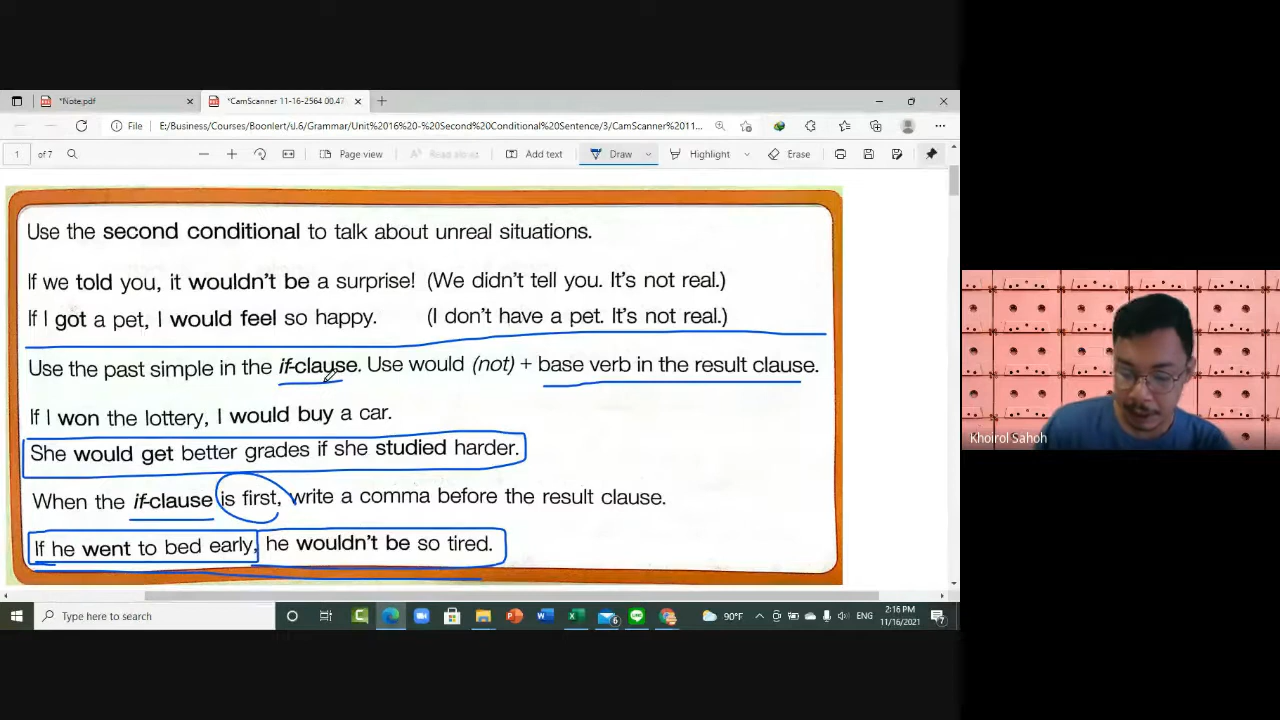 *Note.pdf
*CamScanner 11-16-2564 00.47
File
E:/Business/Courses/Boonlert/ป.6/Grammar/Unit%2016%20-%20Second%20Conditional%20Sentence/3/CamScanner%2011...
1 of 7
Page view
Read aloud
Add text
Draw
Highlight
Erase
Use the second conditional to talk about unreal situations.
If we told you, it wouldn't be a surprise! (We didn't tell you. It's not real.)
If I got a pet, I would feel so happy. (I don't have a pet. It's not real.)
Use the past simple in the if-clause. Use would (not) + base verb in the result clause.
If I won the lottery, I would buy a car.
She would get better grades if she studied harder.
When the if-clause is first, write a comma before the result clause.
If he went to bed early, he wouldn't be so tired.
Khoirol Sahoh
Type here to search
6
90°F
ENG
2:16 PM
11/16/2021
7